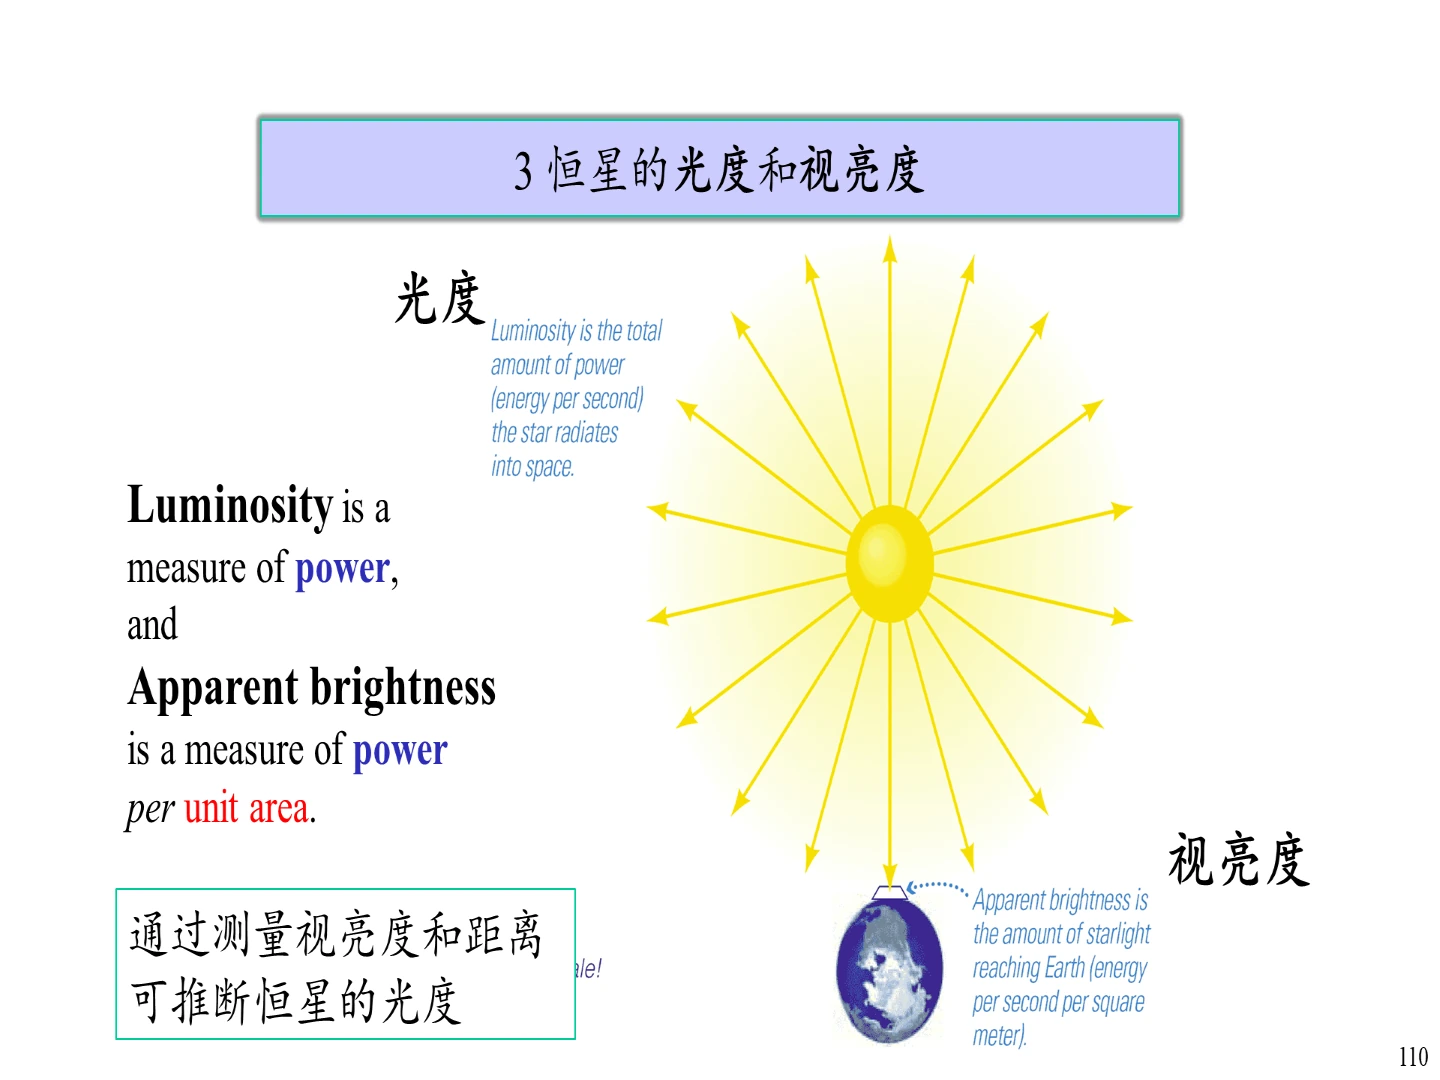 3 恒星的光度和视亮度
光度
Luminosity is the total
amount of power
(energy per second)
the star radiates
into space.
Luminosity is a
measure of power,
and
Apparent brightness
is a measure of power
per unit area.
视亮度
Apparent brightness is
the amount of starlight
reaching Earth (energy
per second per square
meter).
通过测量视亮度和距离
可推断恒星的光度
ale!
110